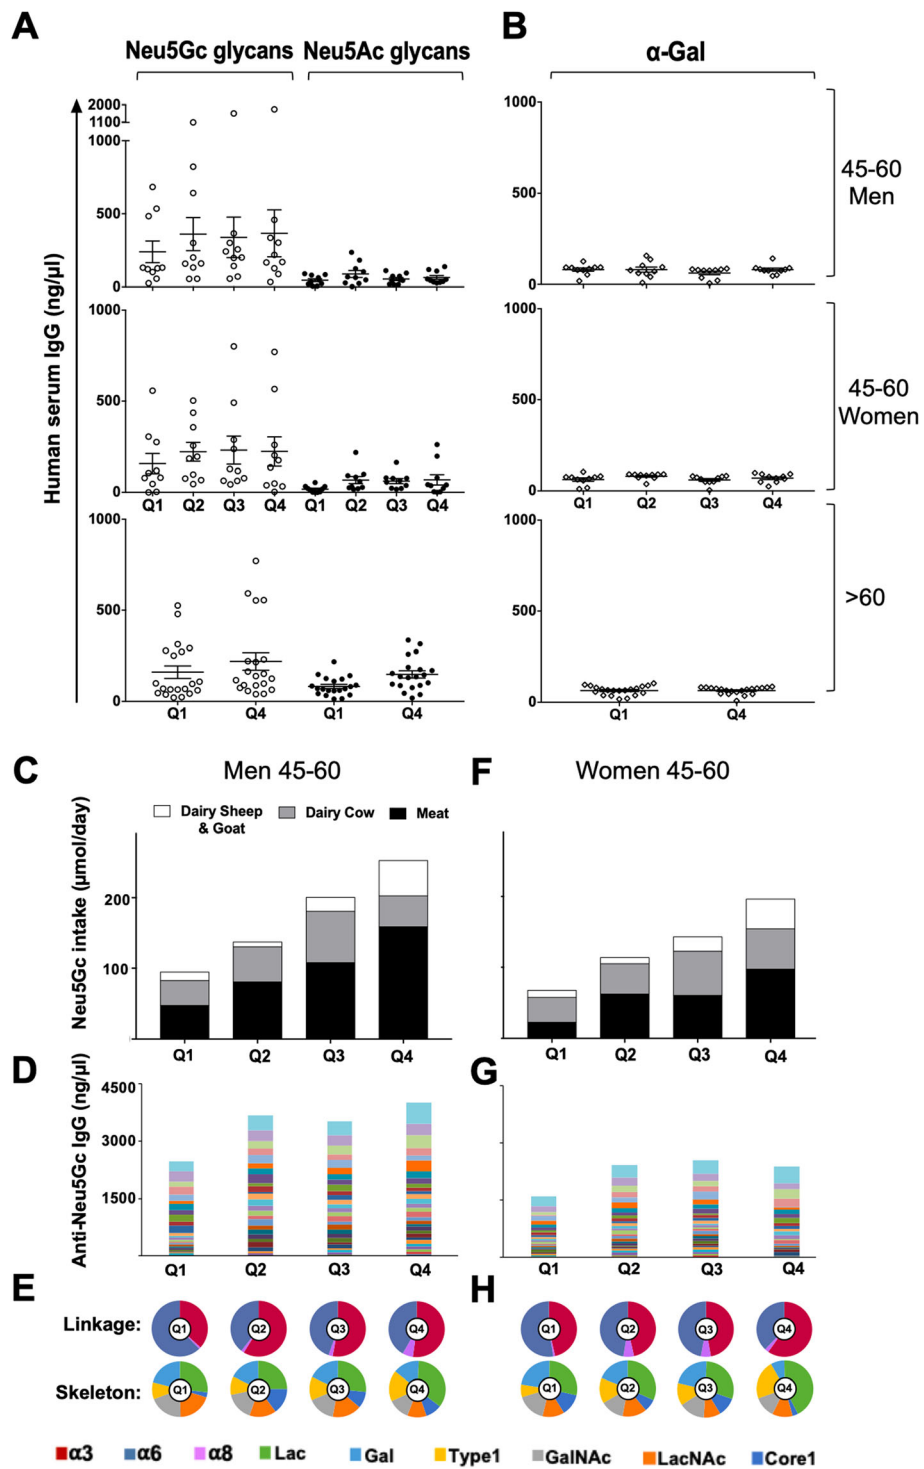 A
B
Neu5Gc glycans Neu5Ac glycans
α-Gal
Human serum IgG (ng/µl)
2000
1100
1000
500
0
1000
500
0
45-60
Men
1000
500
0
Q1 Q2 Q3 Q4 Q1 Q2 Q3 Q4
1000
500
0
Q1 Q2 Q3 Q4
45-60
Women
1000
500
0
Q1 Q4 Q1 Q4
1000
500
0
Q1 Q4
>60
C
Men 45-60
F
Women 45-60
Dairy Sheep
& Goat
Dairy Cow
Meat
Neu5Gc intake (µmol/day)
200
100
Q1 Q2 Q3 Q4
Q1 Q2 Q3 Q4
D
G
Anti-Neu5Gc IgG (ng/µl)
4500
3000
1500
Q1 Q2 Q3 Q4
Q1 Q2 Q3 Q4
E
H
Linkage:
Q1 Q2 Q3 Q4
Q1 Q2 Q3 Q4
Skeleton:
Q1 Q2 Q3 Q4
Q1 Q2 Q3 Q4
α3 α6 α8 Lac Gal Type1 GalNAc LacNAc Core1